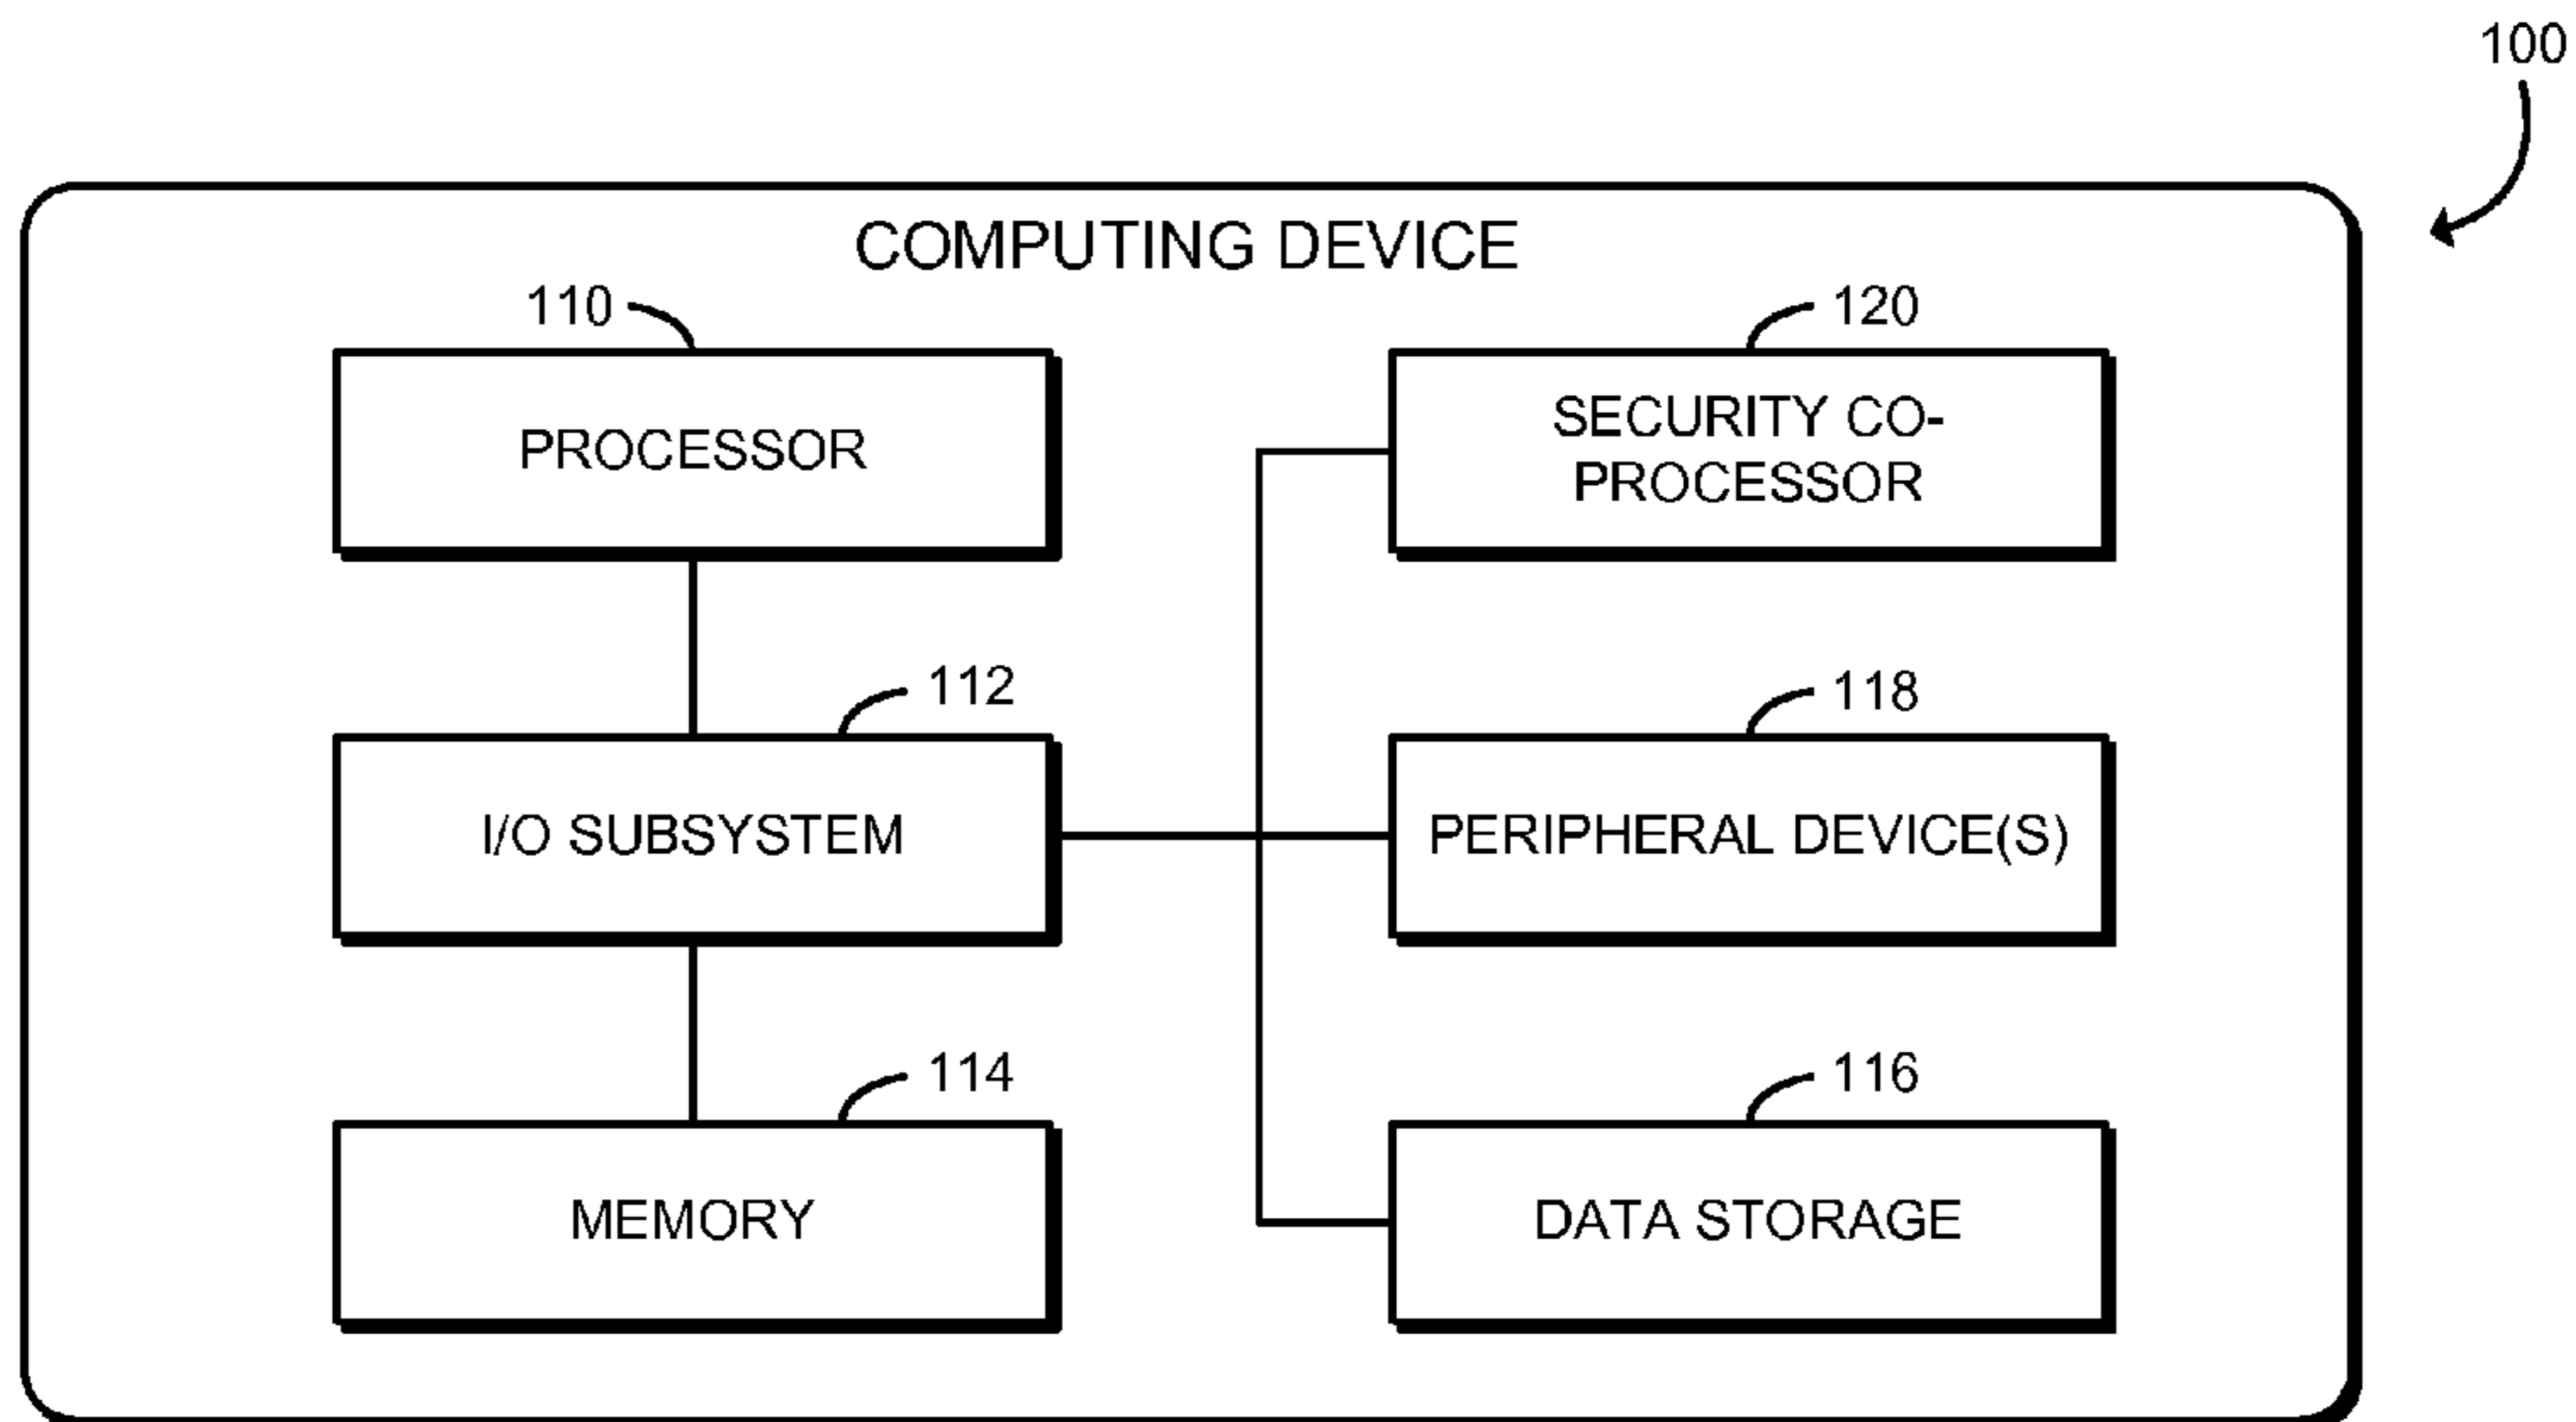 100
COMPUTING DEVICE
110
120
PROCESSOR
SECURITY CO-
PROCESSOR
112
118
I/O SUBSYSTEM
PERIPHERAL DEVICE(S)
114
116
MEMORY
DATA STORAGE